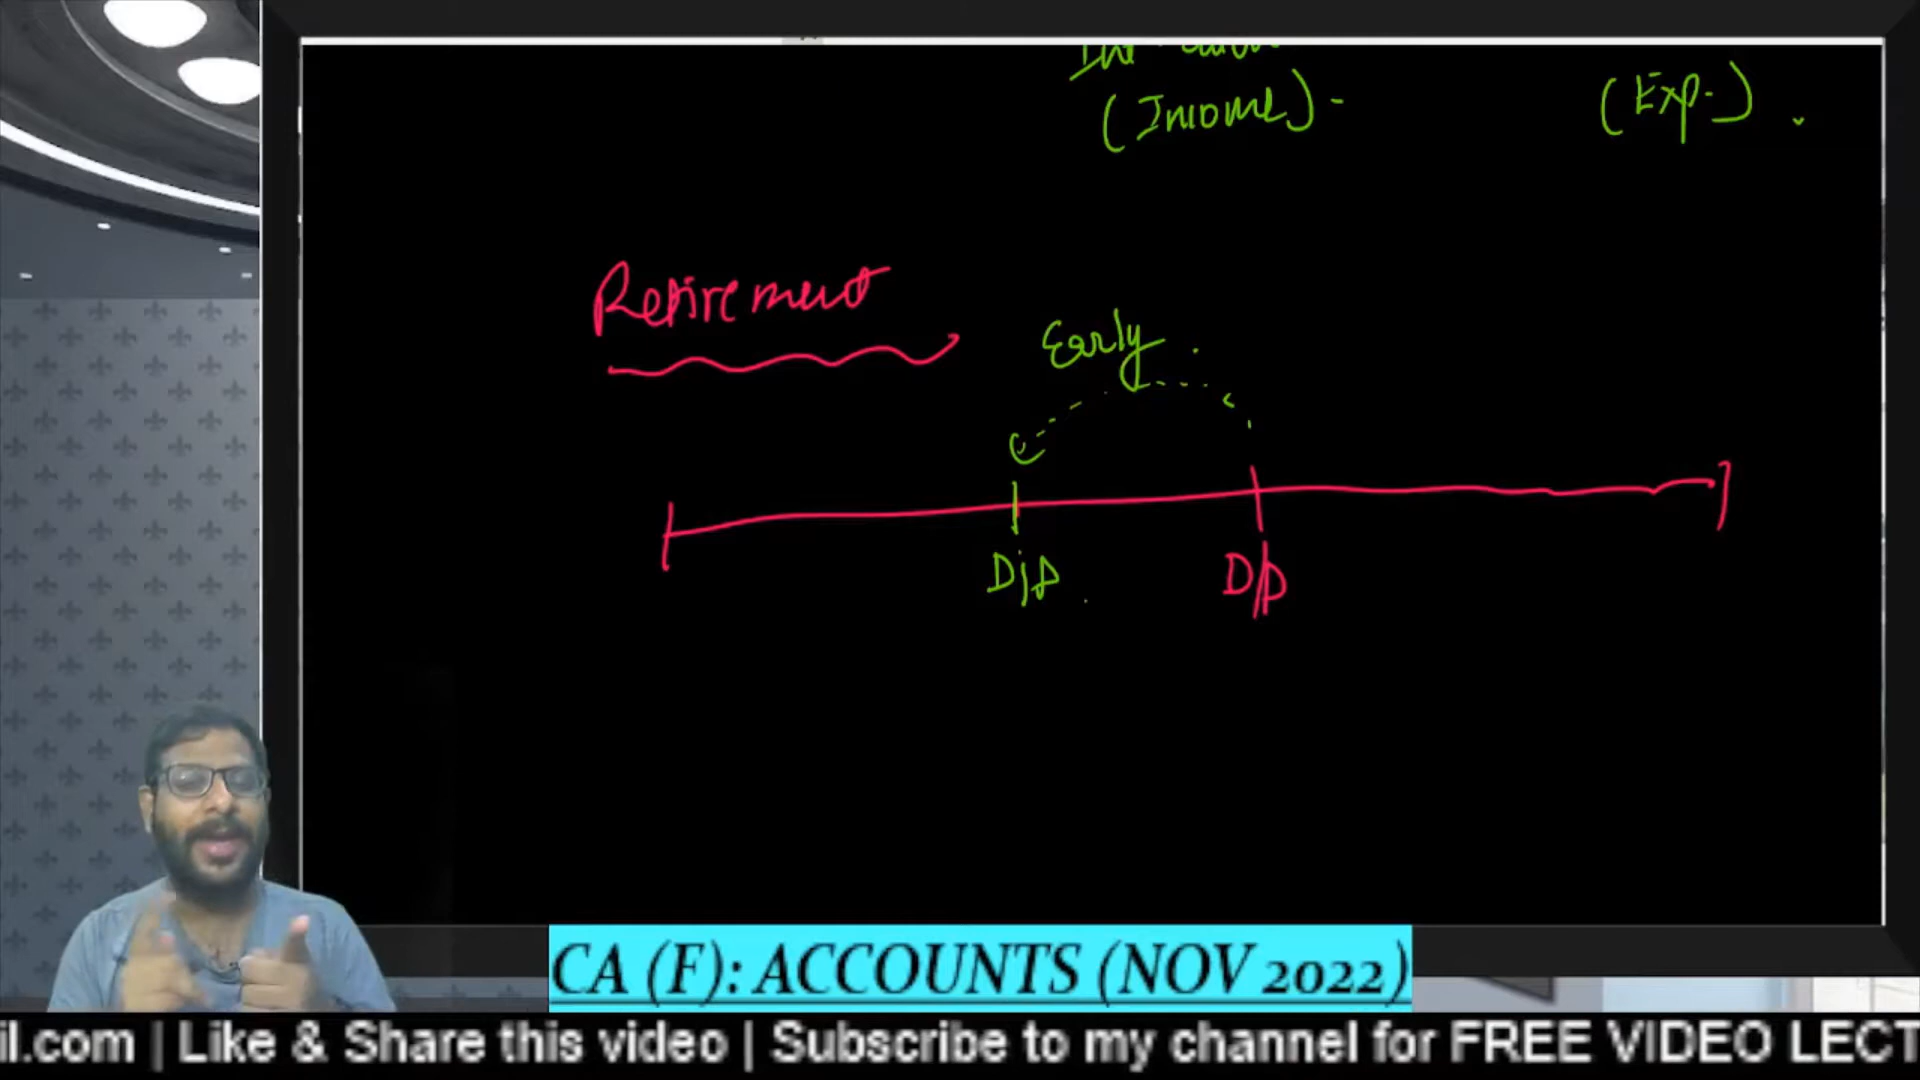 (Income)-
(Exp.)
Retirement
Early
D/D
D/D
CA (F): ACCOUNTS (NOV 2022)
il.com | Like & Share this video | Subscribe to my channel for FREE VIDEO LECT